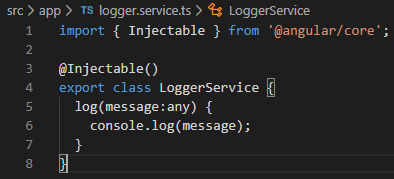 src > app > TS logger.service.ts > LoggerService
1 import { Injectable } from '@angular/core';
2
3 @Injectable()
4 export class LoggerService {
5   log(message:any) {
6     console.log(message);
7   }
8 }